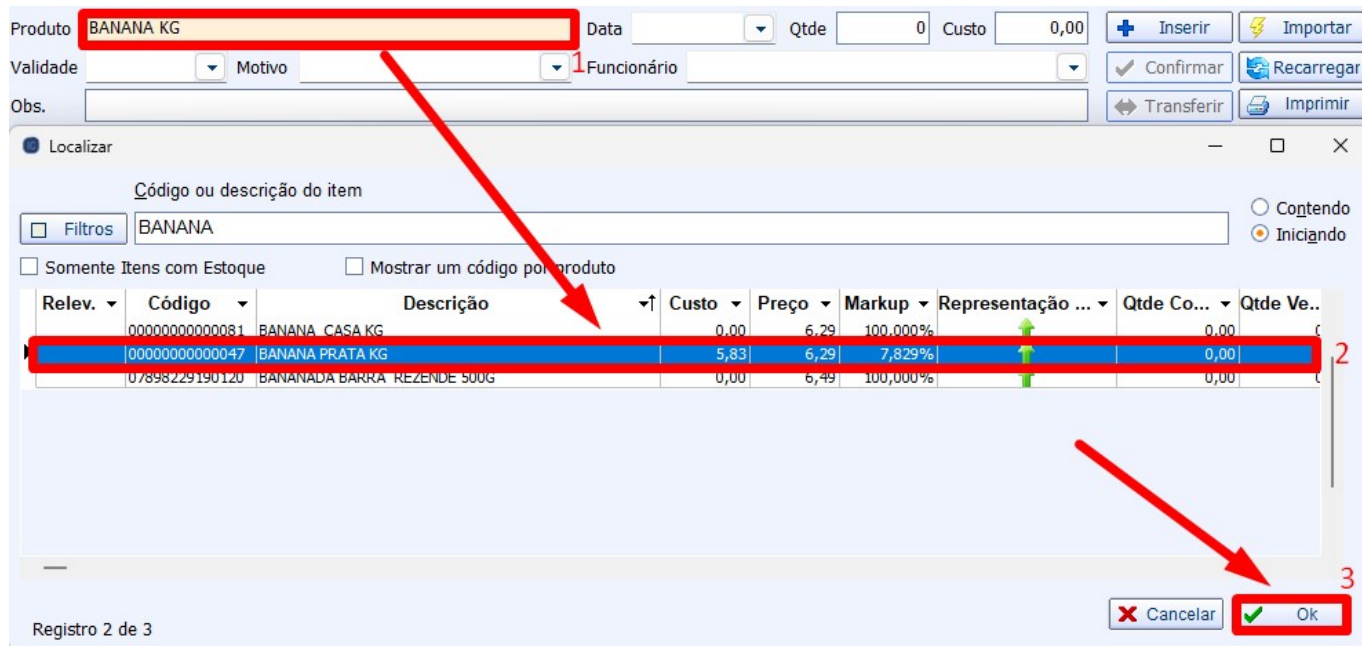 Produto BANANA KG Data Qtde 0 Custo 0,00 Inserir Importar
1
Validade Motivo Funcionário Confirmar Recarregar
Obs. Transferir Imprimir
Localizar
Código ou descrição do item
Filtros BANANA
Contendo
Iniciando
Somente Itens com Estoque Mostrar um código por produto
Relev. Código Descrição Custo Preço Markup Representação ... Qtde Co... Qtde Ve..
00000000000081 BANANA CASA KG 0,00 6,29 100,000% 0,00
00000000000047 BANANA PRATA KG 5,83 6,29 7,829% 0,00
2
07898229190120 BANANADA BARRA REZENDE 500G 0,00 6,49 100,000% 0,00
3
Cancelar Ok
Registro 2 de 3